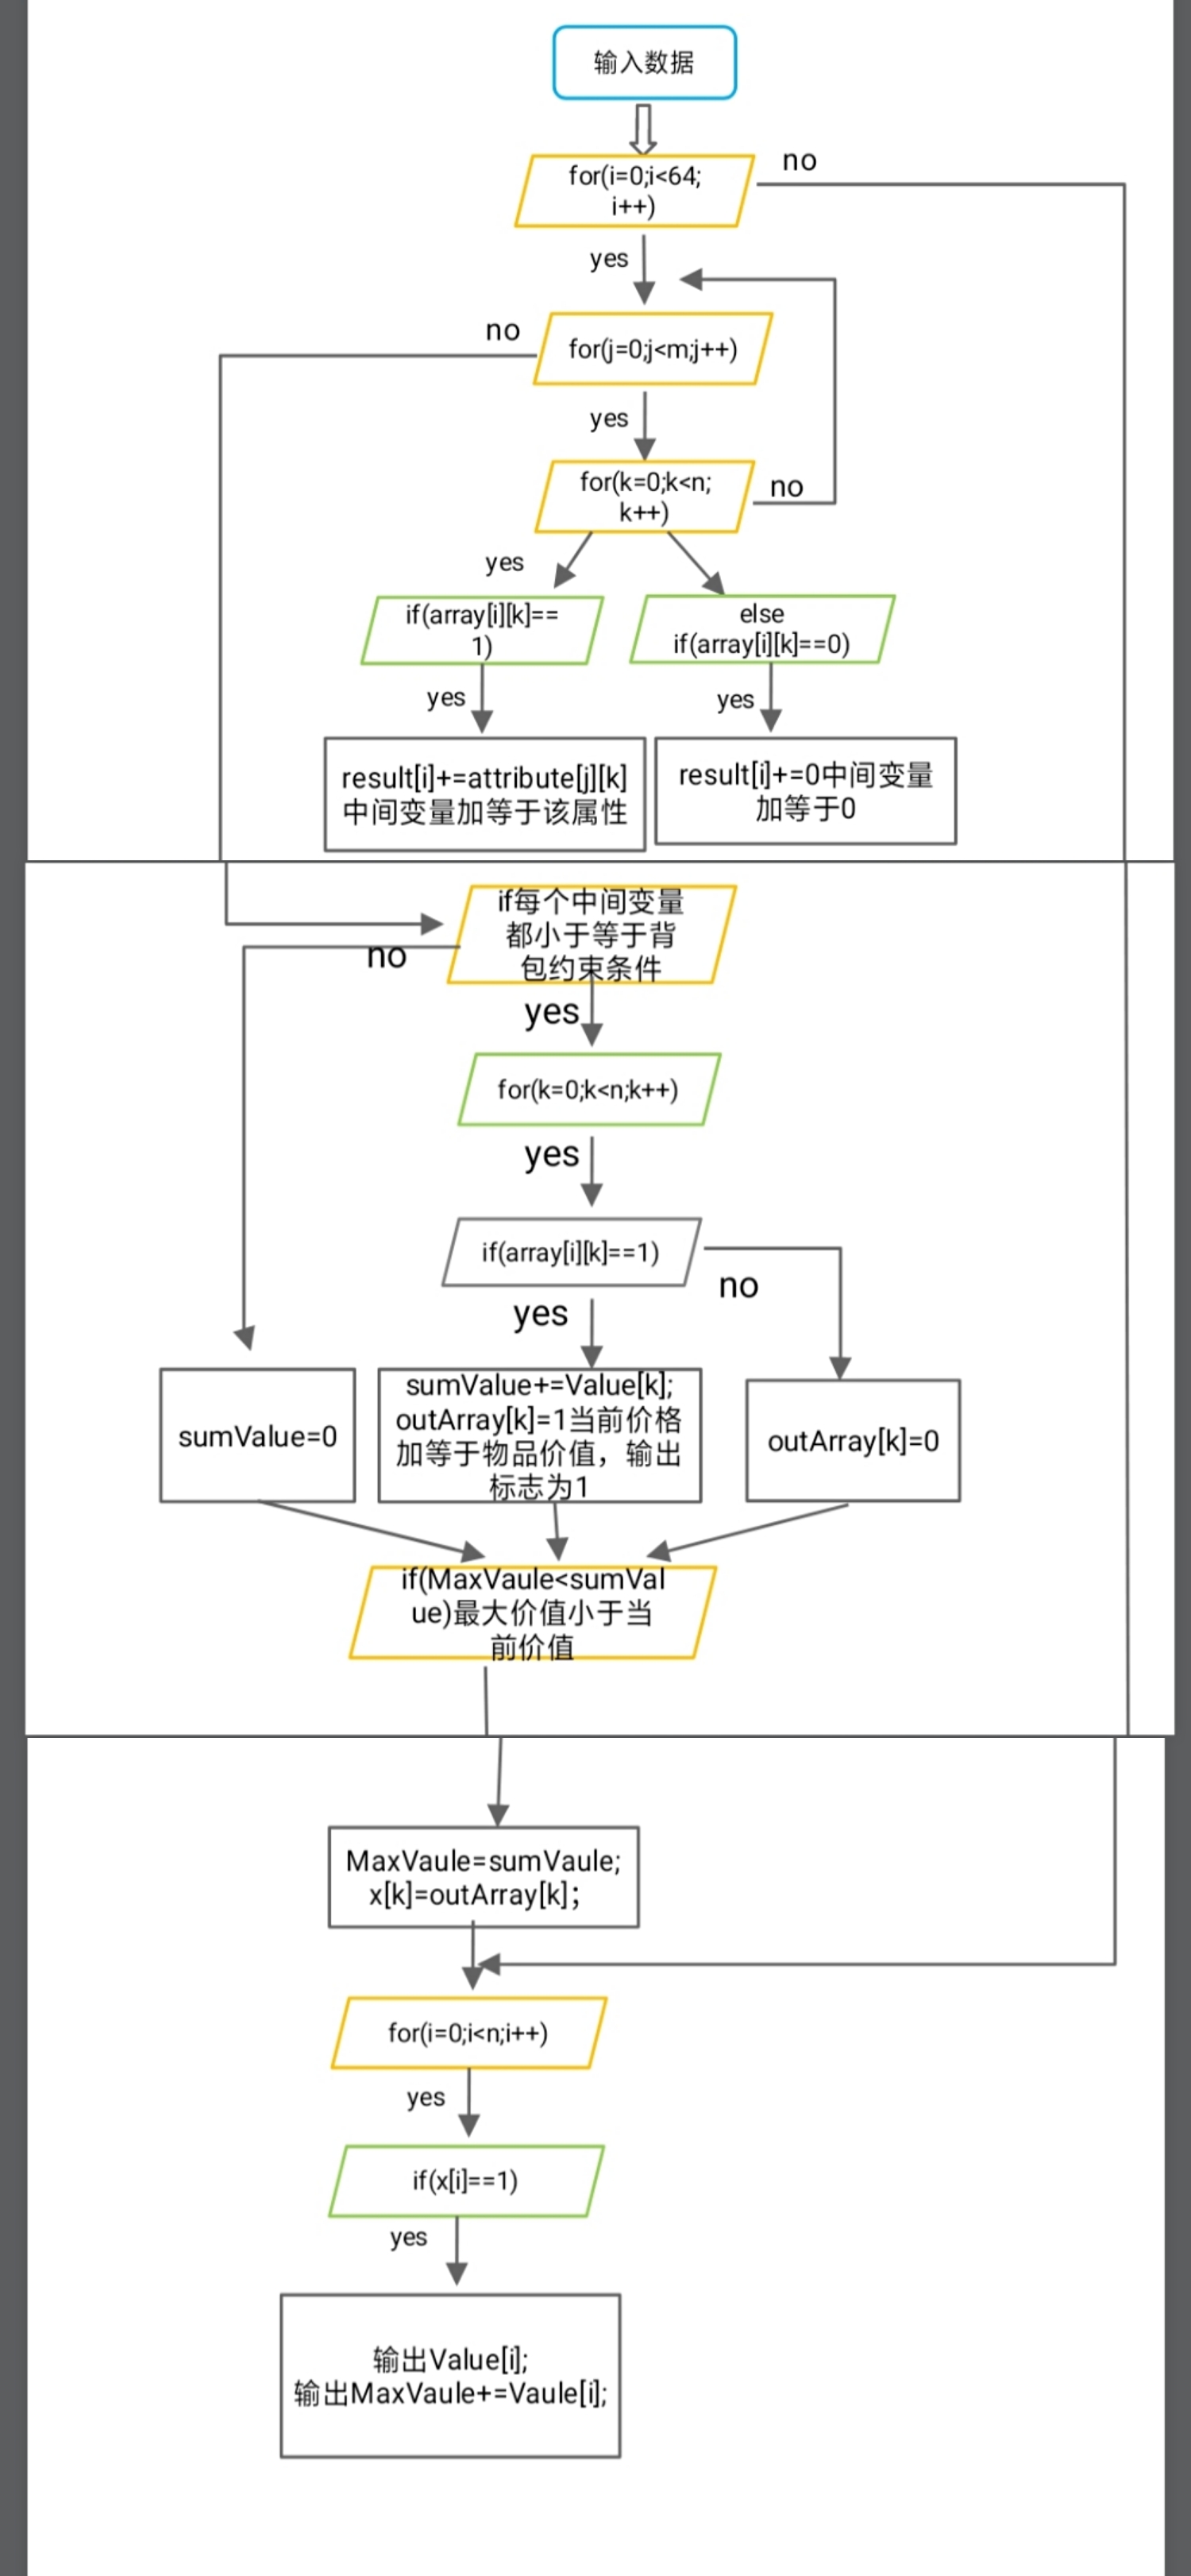 输入数据
for(i=0;i<64;
i++)
no
yes
no
for(j=0;j<m;j++)
yes
for(k=0;k<n;
k++)
no
yes
if(array[i][k]==
1)
else
if(array[i][k]==0)
yes
yes
result[i]+=attribute[j][k]
中间变量加等于该属性
result[i]+=0中间变量
加等于0
if每个中间变量
都小于等于背
包约束条件
no
yes
for(k=0;k<n;k++)
yes
if(array[i][k]==1)
no
yes
sumValue=0
sumValue+=Value[k];
outArray[k]=1当前价格
加等于物品价值，输出
标志为1
outArray[k]=0
if(MaxVaule<sumVal
ue)最大价值小于当
前价值
MaxVaule=sumVaule;
x[k]=outArray[k]；
for(i=0;i<n;i++)
yes
if(x[i]==1)
yes
输出Value[i];
输出MaxVaule+=Vaule[i];